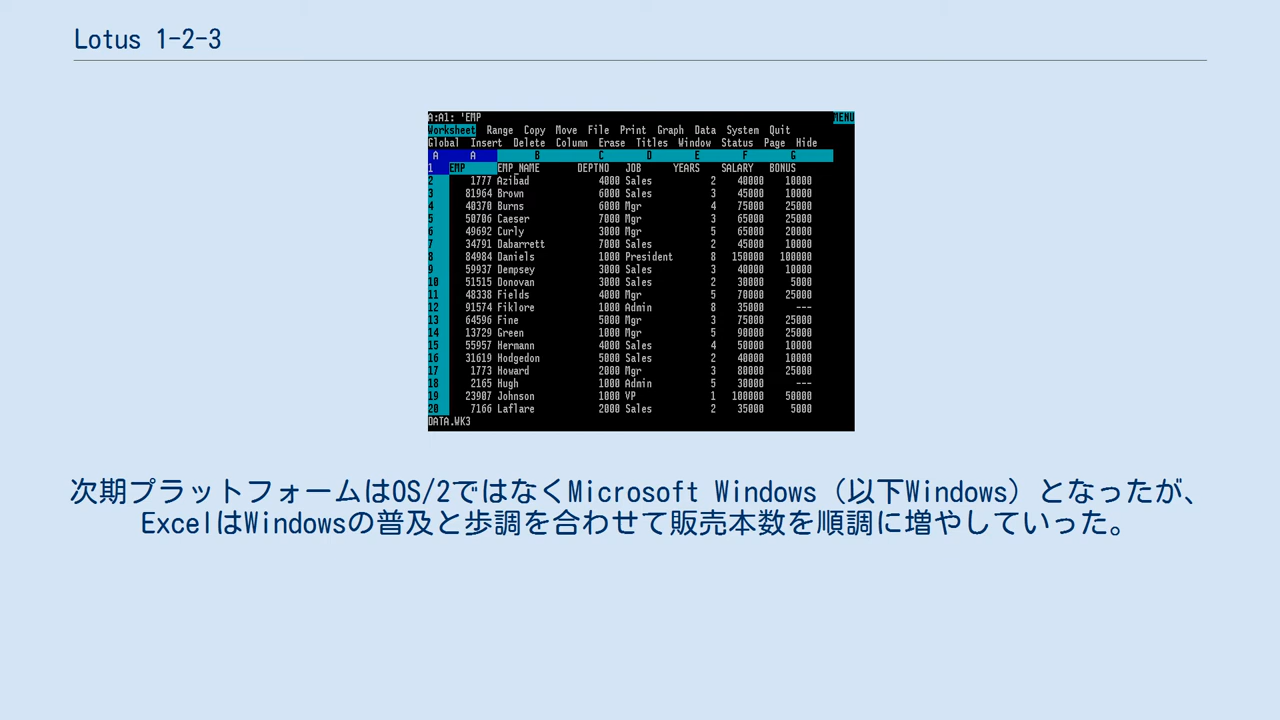 Lotus 1-2-3
A:A1: 'EMP MENU
Worksheet Range Copy Move File Print Graph Data System Quit
Global Insert Delete Column Erase Titles Window Status Page Hide
A A B C D E F G
1 EMP EMP_NAME DEPTNO JOB YEARS SALARY BONUS
2 1777 Azibad 4000 Sales 2 40000 10000
3 81964 Brown 6000 Sales 3 45000 10000
4 40370 Burns 6000 Mgr 4 75000 25000
5 50706 Caeser 7000 Mgr 3 65000 25000
6 49692 Curly 3000 Mgr 5 65000 20000
7 34791 Dabarrett 7000 Sales 2 45000 10000
8 84984 Daniels 1000 President 8 150000 100000
9 59937 Dempsey 3000 Sales 3 40000 10000
10 51515 Donovan 3000 Sales 2 30000 5000
11 48338 Fields 4000 Mgr 5 70000 25000
12 91574 Fiklore 1000 Admin 8 35000 ---
13 64596 Fine 5000 Mgr 3 75000 25000
14 13729 Green 1000 Mgr 5 90000 25000
15 55957 Hermann 4000 Sales 4 50000 10000
16 31619 Hodgedon 5000 Sales 2 40000 10000
17 1773 Howard 2000 Mgr 3 80000 25000
18 2165 Hugh 1000 Admin 5 30000 ---
19 23907 Johnson 1000 VP 1 100000 50000
20 7166 Laflare 2000 Sales 2 35000 5000
DATA.WK3
次期プラットフォームはOS/2ではなくMicrosoft Windows（以下Windows）となったが、
ExcelはWindowsの普及と歩調を合わせて販売本数を順調に増やしていった。